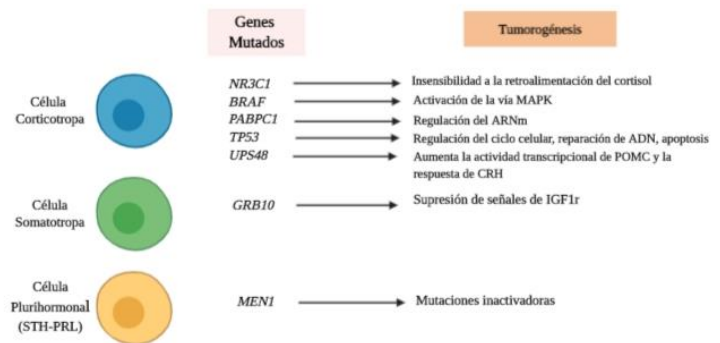 Genes
Mutados
Tumorogénesis
Célula
Corticotropa
NR3C1
Insensibilidad a la retroalimentación del cortisol
BRAF
Activación de la vía MAPK
PABPC1
Regulación del ARNm
TP53
Regulación del ciclo celular, reparación de ADN, apoptosis
UPS48
Aumenta la actividad transcripcional de POMC y la
respuesta de CRH
Célula
Somatotropa
GRB10
Supresión de señales de IGF1r
Célula
Plurihormonal
(STH-PRL)
MEN1
Mutaciones inactivadoras